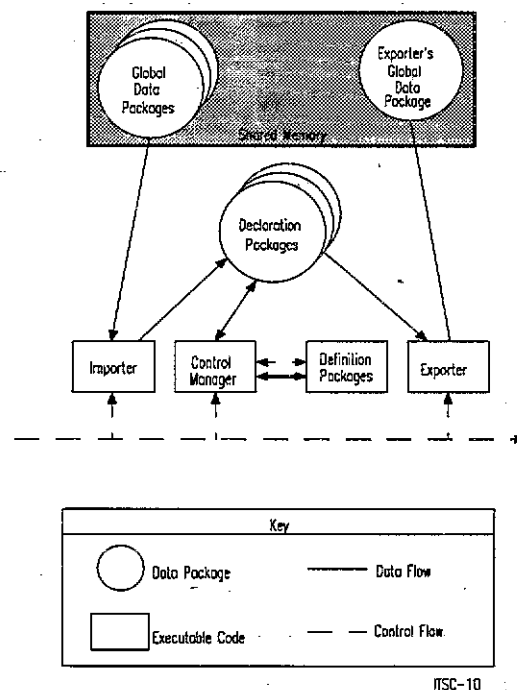 Global
Data
Packages
Exporter's
Global
Data
Package
Shared Memory
Declaration
Packages
Importer
Control
Manager
Definition
Packages
Exporter
Key
Data Package
Data Flow
Executable Code
Control Flow
ITSC-10